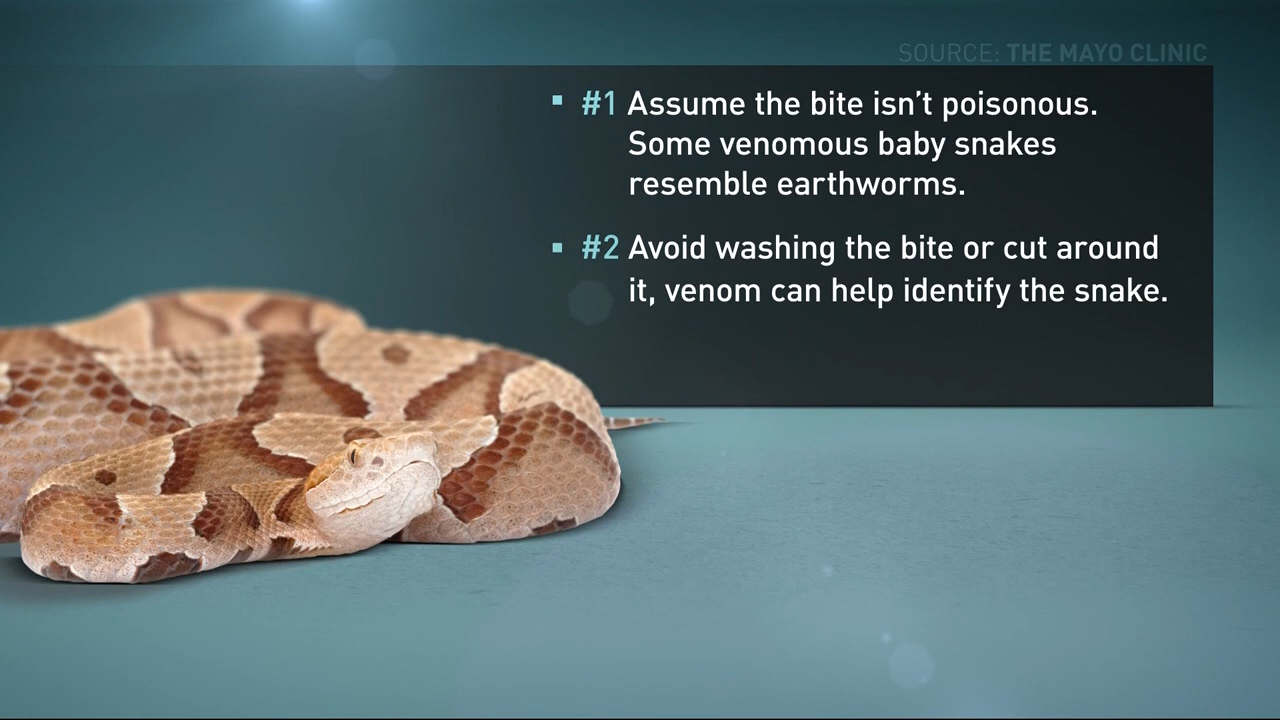 SOURCE: THE MAYO CLINIC
#1 Assume the bite isn't poisonous.
Some venomous baby snakes
resemble earthworms.
#2 Avoid washing the bite or cut around
it, venom can help identify the snake.